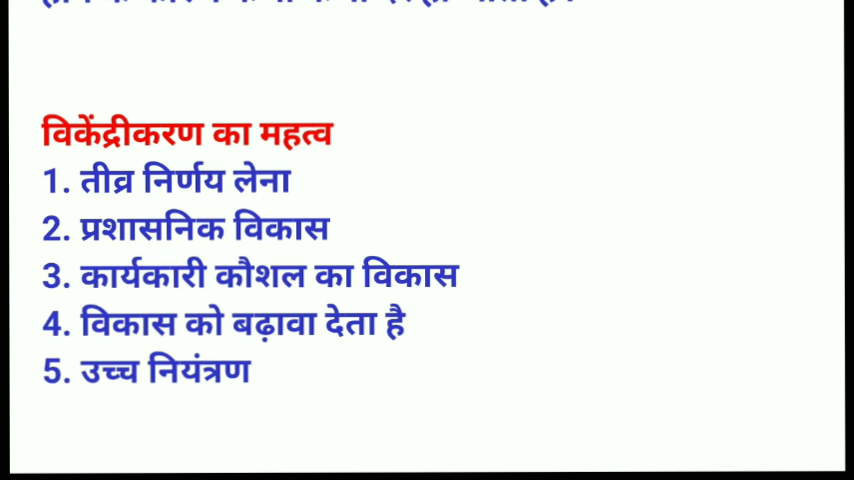 विकेंद्रीकरण का महत्व
1. तीव्र निर्णय लेना
2. प्रशासनिक विकास
3. कार्यकारी कौशल का विकास
4. विकास को बढ़ावा देता है
5. उच्च नियंत्रण